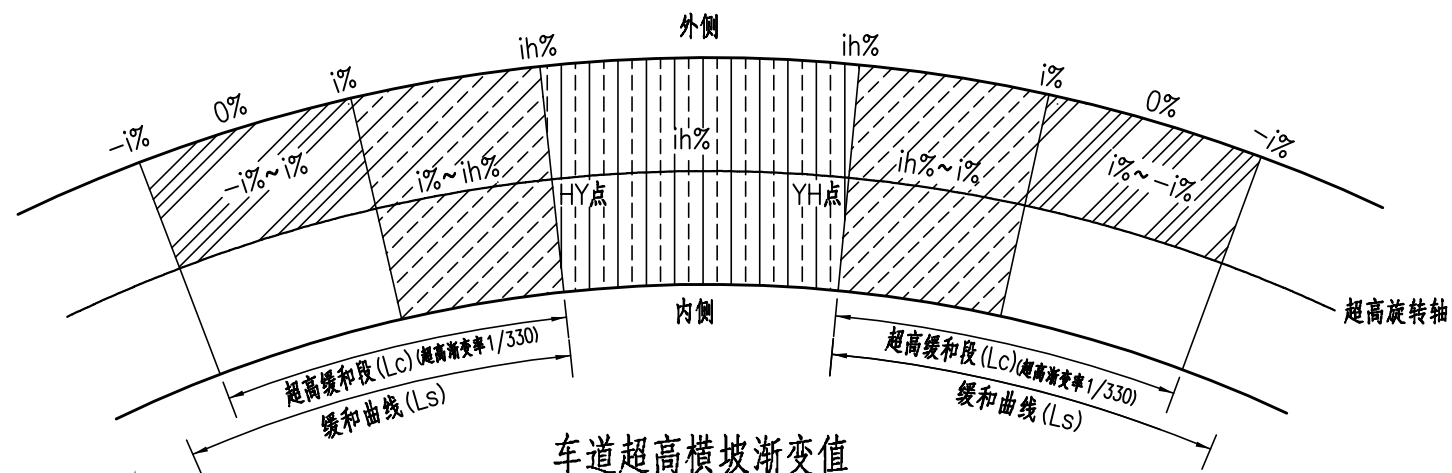 外侧
ih%
ih%
i%
i%
0%
0%
-i%
-i%
ih%
-i%~i%
i%~ih%
ih%~i%
i%~-i%
HY点
YH点
内侧
超高旋转轴
超高缓和段(Lc)(超高渐变率1/330)
超高缓和段(Lc)(超高渐变率1/330)
缓和曲线(Ls)
缓和曲线(Ls)
车道超高横坡渐变值